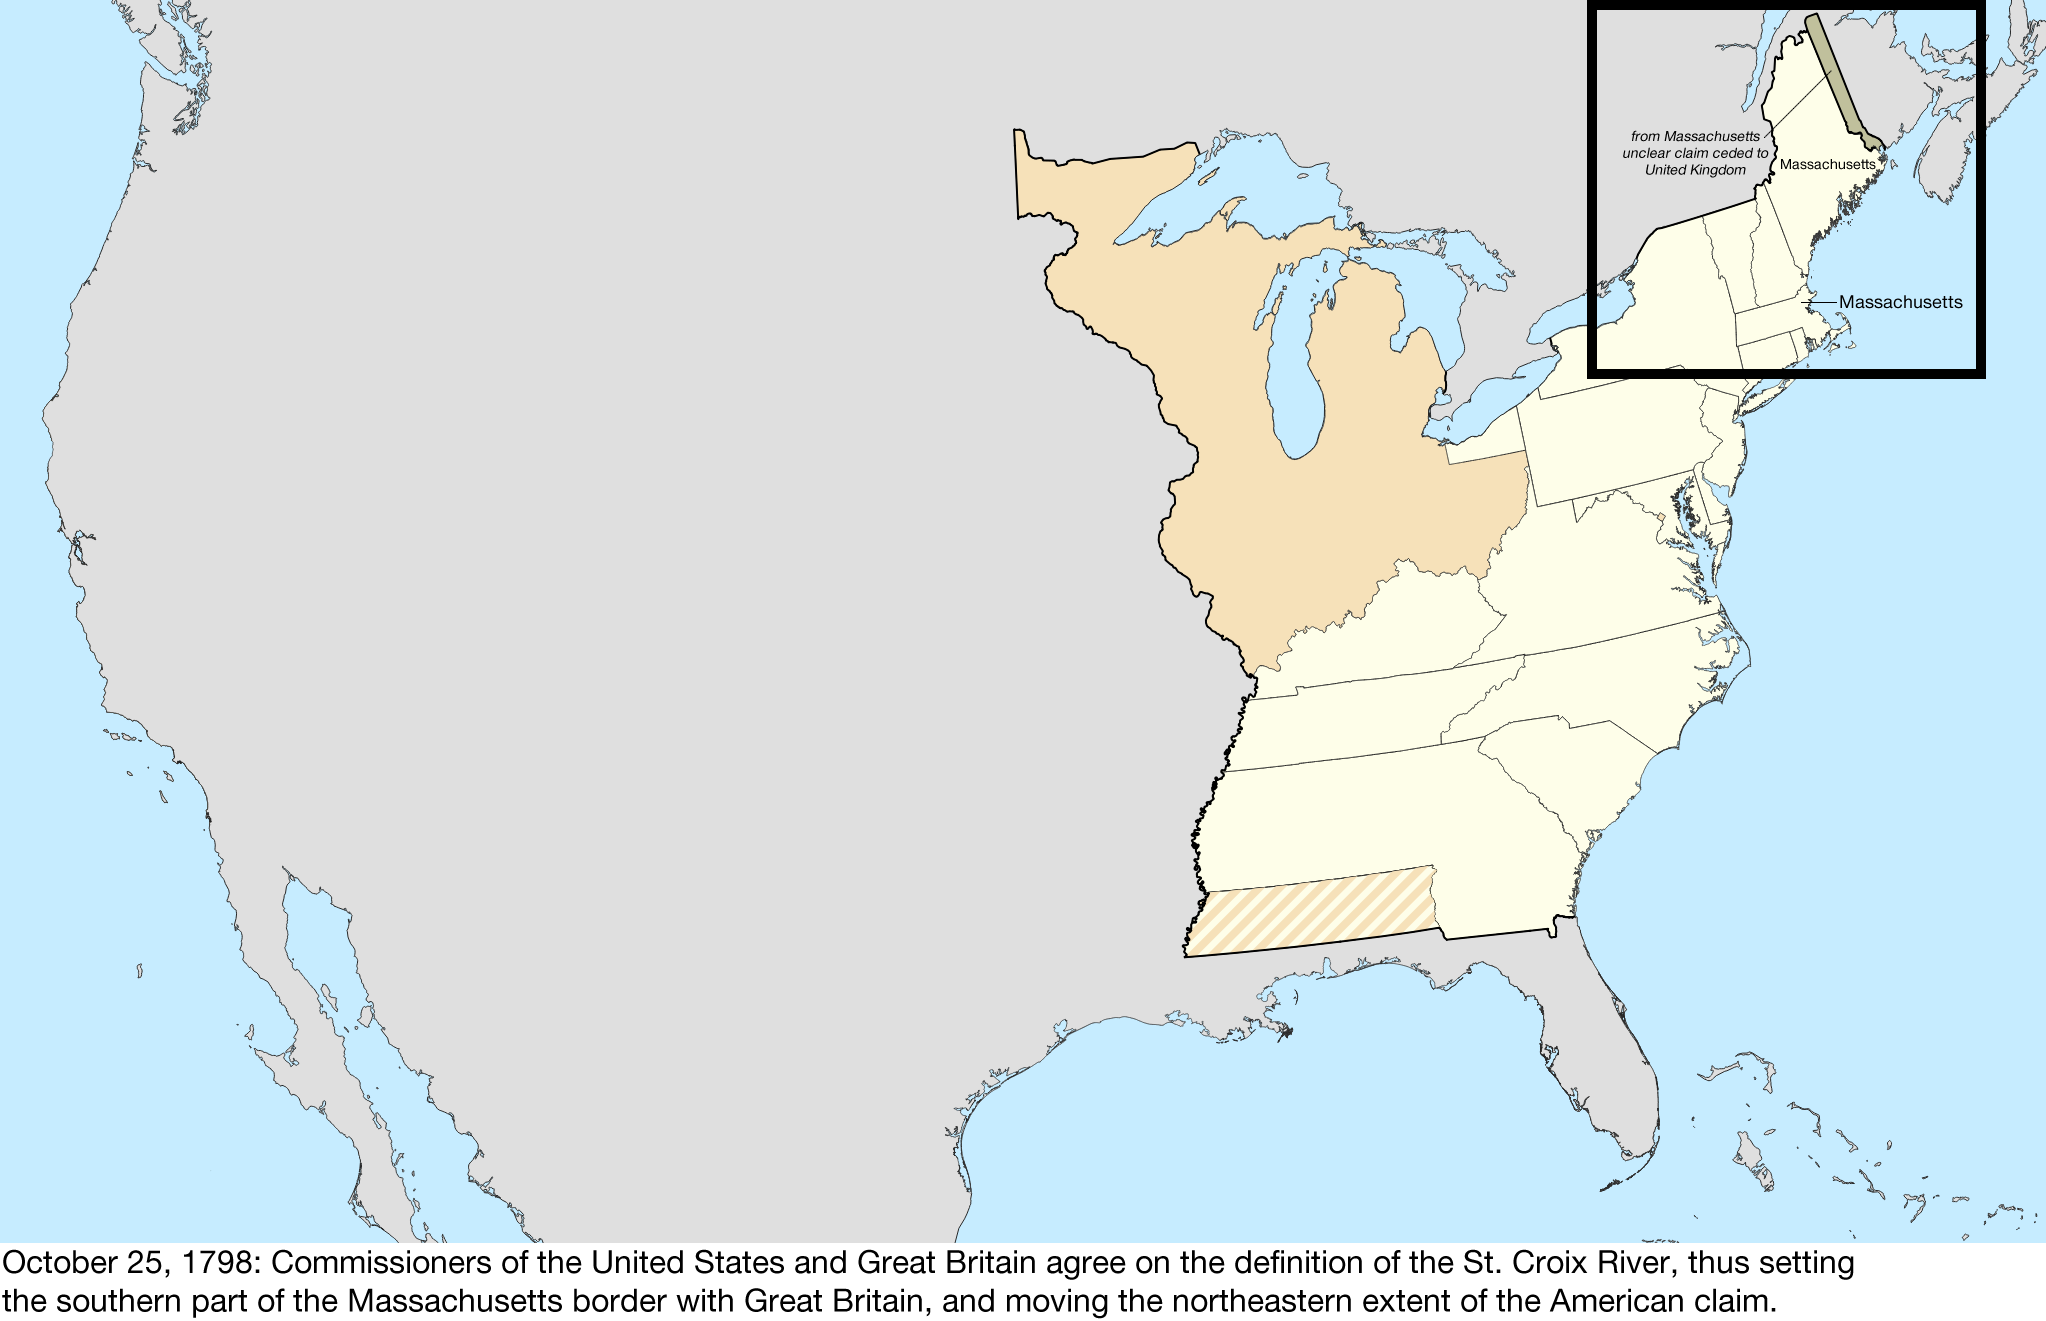 from Massachusetts
unclear claim ceded to
United Kingdom
Massachusetts
Massachusetts
October 25, 1798: Commissioners of the United States and Great Britain agree on the definition of the St. Croix River, thus setting
the southern part of the Massachusetts border with Great Britain, and moving the northeastern extent of the American claim.